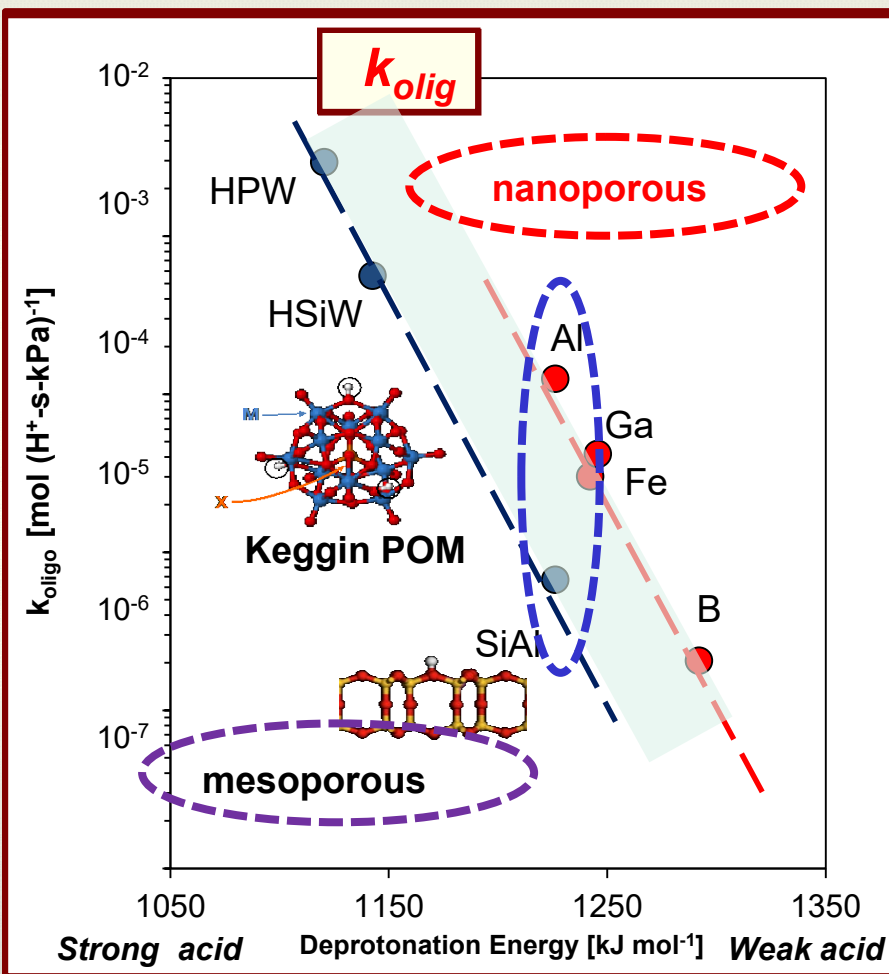 k_olig
10⁻²
HPW
nanoporous
10⁻³
HSiW
10⁻⁴
Al
M
Ga
10⁻⁵
Fe
X
Keggin POM
10⁻⁶
B
SiAl
10⁻⁷
mesoporous
k_oligo [mol (H⁺-s-kPa)⁻¹]
1050 1150 1250 1350
Strong acid Deprotonation Energy [kJ mol⁻¹] Weak acid